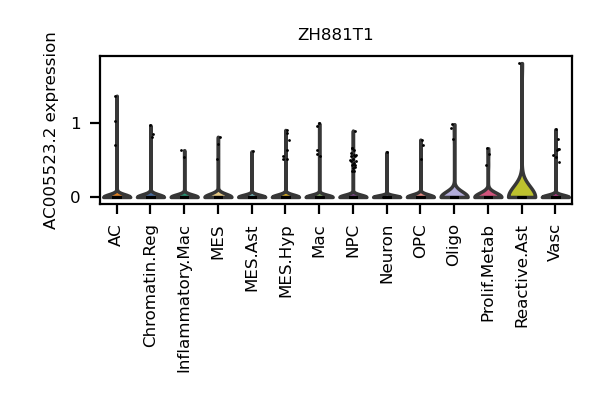 ZH881T1
AC005523.2 expression
1
0
AC
Chromatin.Reg
Inflammatory.Mac
MES
MES.Ast
MES.Hyp
Mac
NPC
Neuron
OPC
Oligo
Prolif.Metab
Reactive.Ast
Vasc